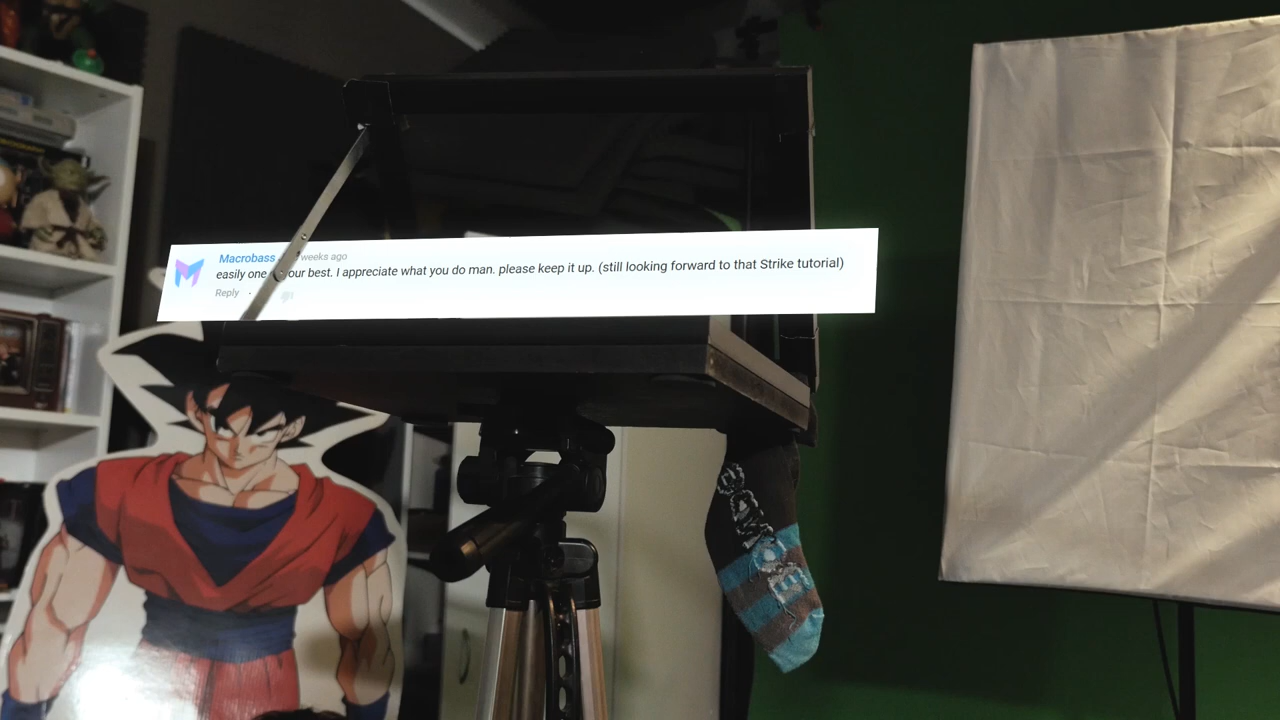 Macrobass weeks ago
easily one our best. I appreciate what you do man. please keep it up. (still looking forward to that Strike tutorial)
Reply